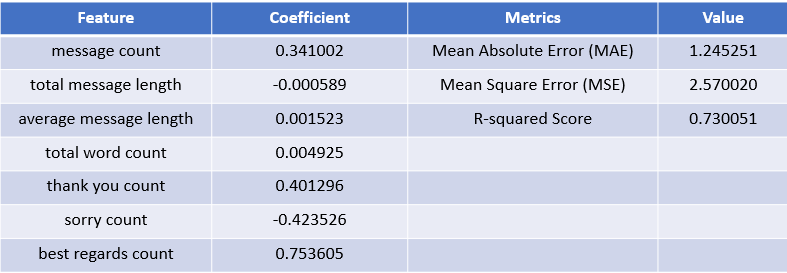 Feature Coefficient Metrics Value
message count 0.341002 Mean Absolute Error (MAE) 1.245251
total message length -0.000589 Mean Square Error (MSE) 2.570020
average message length 0.001523 R-squared Score 0.730051
total word count 0.004925
thank you count 0.401296
sorry count -0.423526
best regards count 0.753605